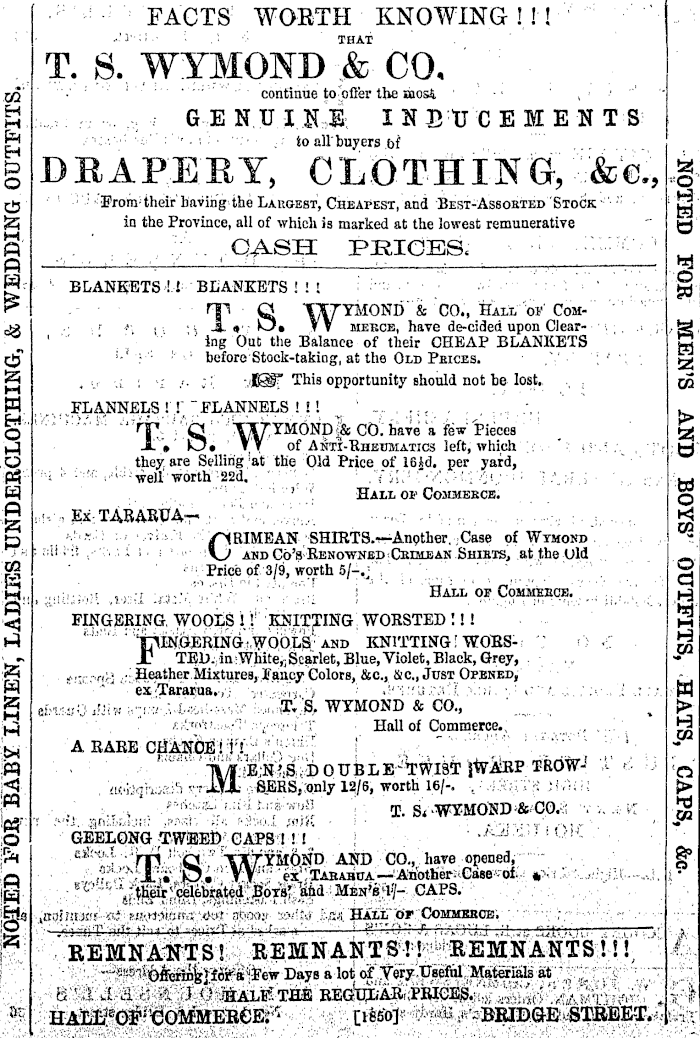 FACTS WORTH KNOWING!!!
THAT
T. S. WYMOND & CO.
continue to offer the most
GENUINE INDUCEMENTS
to all buyers of
DRAPERY, CLOTHING, &c.,
From their having the LARGEST, CHEAPEST, and BEST-ASSORTED STOCK
in the Province, all of which is marked at the lowest remunerative
CASH PRICES.
BLANKETS!! BLANKETS!!!
T. S. WYMOND & CO., HALL OF COM-
MERCE, have de-cided upon Clear-
ing Out the Balance of their CHEAP BLANKETS
before Stock-taking, at the OLD PRICES.
☞ This opportunity should not be lost.
FLANNELS!! FLANNELS!!!
T. S. WYMOND & CO. have a few Pieces
of ANTI-RHEUMATICS left, which
they are Selling at the Old Price of 16½d. per yard,
well worth 22d.
HALL OF COMMERCE.
Ex TARARUA—
CRIMEAN SHIRTS.—Another Case of WYMOND
AND CO'S RENOWNED CRIMEAN SHIRTS, at the Old
Price of 3/9, worth 5/-.
HALL OF COMMERCE.
FINGERING WOOLS!! KNITTING WORSTED!!!
FINGERING WOOLS AND KNITTING WORS-
TED. in White, Scarlet, Blue, Violet, Black, Grey,
Heather Mixtures, Fancy Colors, &c., &c., JUST OPENED,
ex Tararua.
T. S. WYMOND & CO.,
Hall of Commerce.
A RARE CHANCE!!!
MEN'S DOUBLE TWIST WARP TROW-
SERS, only 12/6, worth 16/-.
T. S. WYMOND & CO.
GEELONG TWEED CAPS!!!
T. S. WYMOND AND CO., have opened,
ex TARARUA—Another Case of
their celebrated BOYS' and MEN'S 1/- CAPS.
HALL OF COMMERCE.
REMNANTS! REMNANTS!! REMNANTS!!!
Offering for a Few Days a lot of Very Useful Materials at
HALF THE REGULAR PRICES.
HALL OF COMMERCE. [1850] BRIDGE STREET.
NOTED FOR BABY LINEN, LADIES UNDERCLOTHING, & WEDDING OUTFITS.
NOTED FOR MEN'S AND BOYS' OUTFITS, HATS, CAPS, &c.